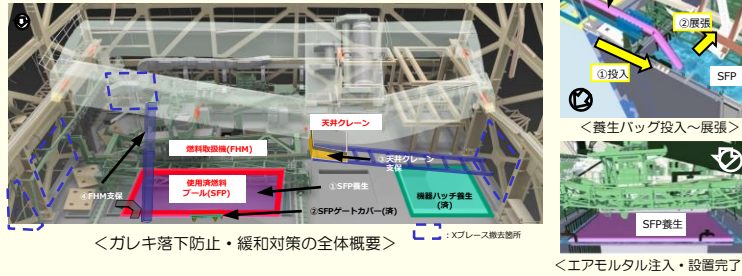 天井クレーン
燃料取扱機(FHM)
③天井クレーン
支保
使用済燃料
プール(SFP)
①SFP養生
④FHM支保
機器ハッチ養生
(済)
②SFPゲートカバー(済)
＜ガレキ落下防止・緩和対策の全体概要＞
：Xブレース撤去箇所
②展張
①投入
SFP
＜養生バッグ投入～展張＞
SFP養生
＜エアモルタル注入・設置完了